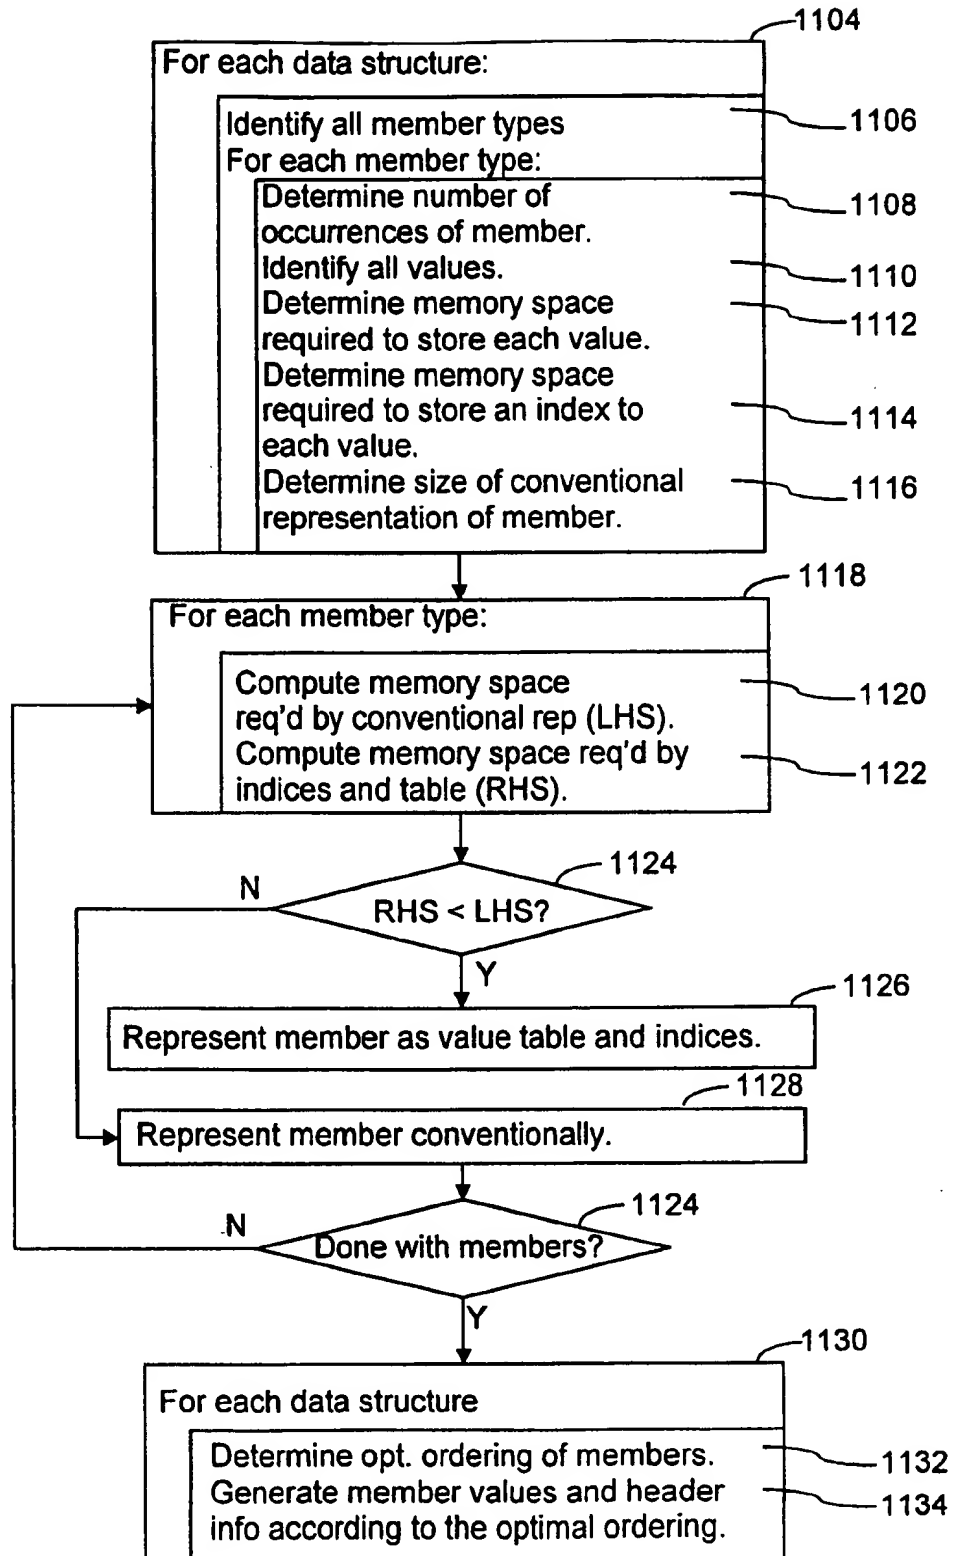 1104
For each data structure:
Identify all member types
1106
For each member type:
Determine number of
1108
occurrences of member.
Identify all values.
1110
Determine memory space
1112
required to store each value.
Determine memory space
required to store an index to
1114
each value.
Determine size of conventional
1116
representation of member.
1118
For each member type:
Compute memory space
1120
req'd by conventional rep (LHS).
Compute memory space req'd by
1122
indices and table (RHS).
1124
N
RHS < LHS?
Y
1126
Represent member as value table and indices.
1128
Represent member conventionally.
1124
N
Done with members?
Y
1130
For each data structure
Determine opt. ordering of members.
1132
Generate member values and header
1134
info according to the optimal ordering.